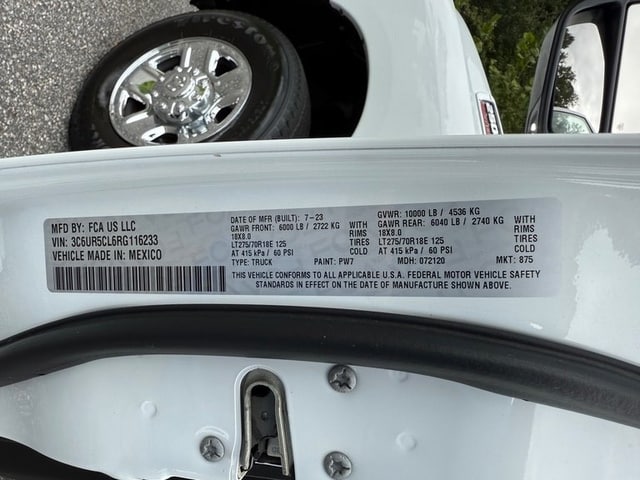 Firestone
MFD BY: FCA US LLC
VIN: 3C6UR5CL6RG116233
VEHICLE MADE IN: MEXICO
DATE OF MFR (BUILT): 7-23
GAWR FRONT: 6000 LB / 2722 KG WITH
18X8.0 RIMS
LT275/70R18E 125 TIRES
AT 415 kPa / 60 PSI COLD
TYPE: TRUCK PAINT: PW7
GVWR: 10000 LB / 4536 KG
GAWR REAR: 6040 LB / 2740 KG WITH
18X8.0 RIMS
LT275/70R18E 125 TIRES
AT 415 kPa / 60 PSI COLD
MDH: 072120 MKT: 875
THIS VEHICLE CONFORMS TO ALL APPLICABLE U.S.A. FEDERAL MOTOR VEHICLE SAFETY
STANDARDS IN EFFECT ON THE DATE OF MANUFACTURE SHOWN ABOVE.